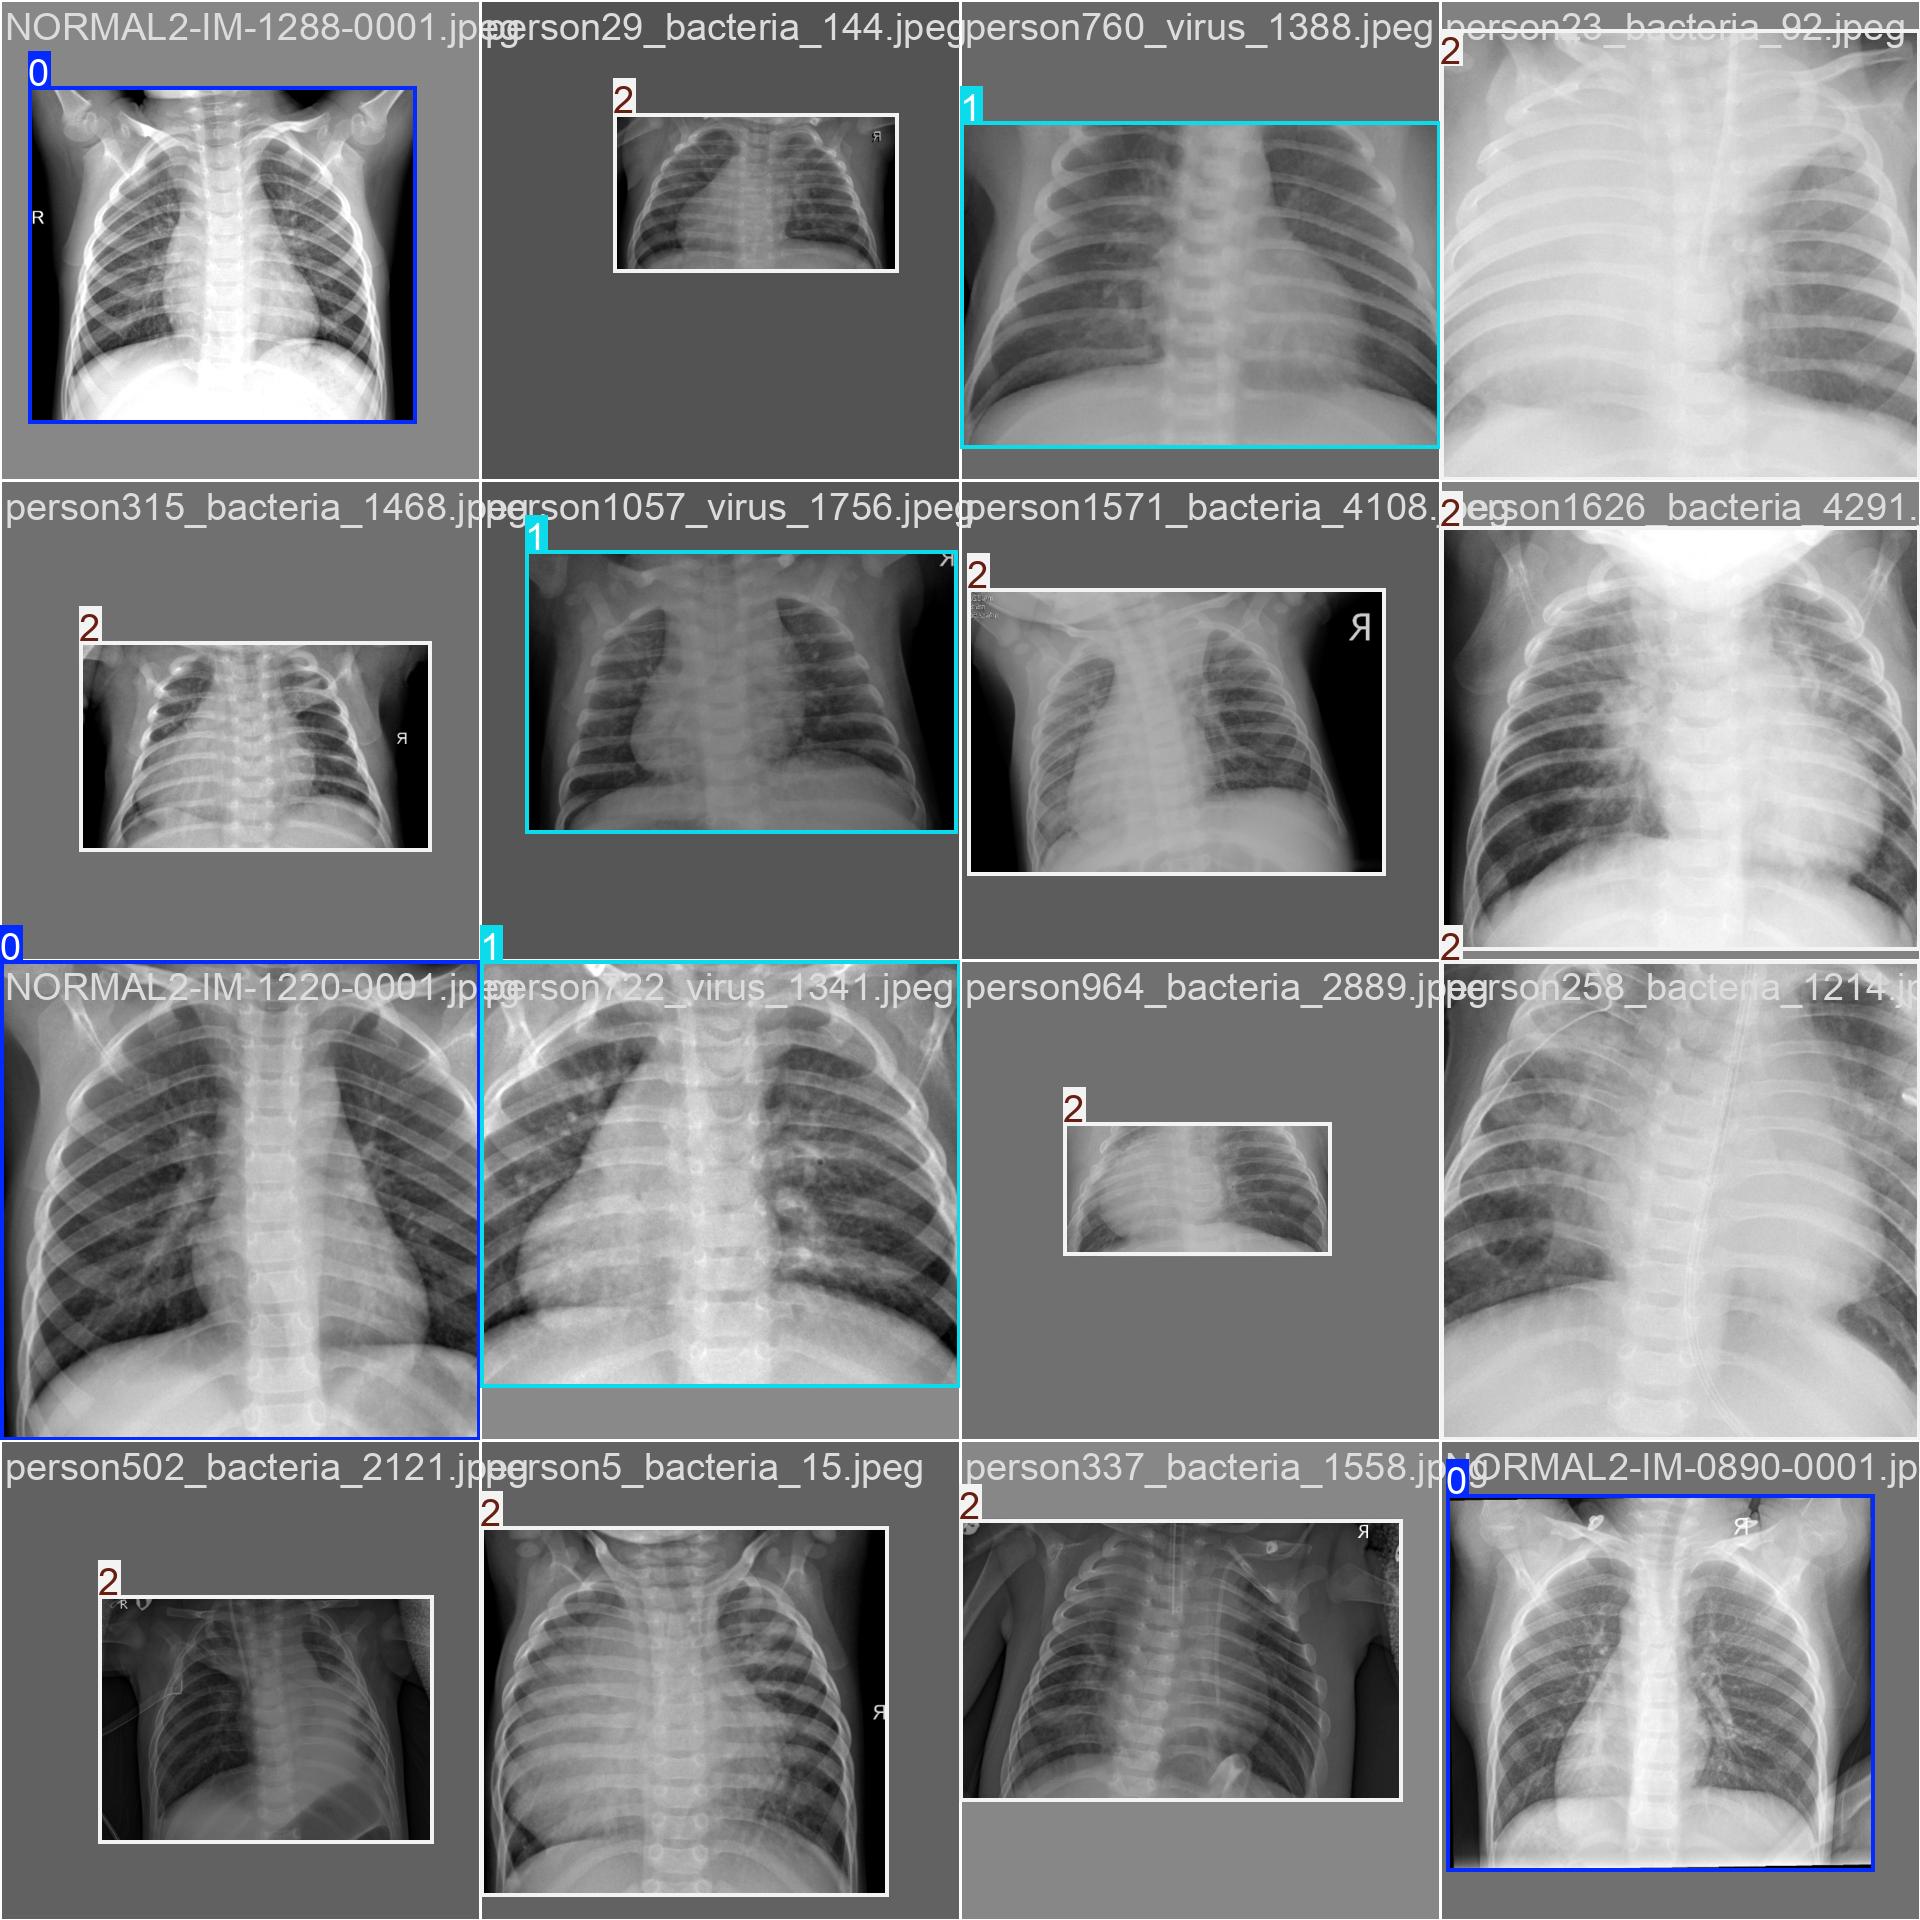 NORMAL2-IM-1288-0001.jpeg
person29_bacteria_144.jpeg
person760_virus_1388.jpeg
person23_bacteria_92.jpeg
0
2
1
2
R
R
person315_bacteria_1468.jpeg
person1057_virus_1756.jpeg
person1571_bacteria_4108.jpeg
person1626_bacteria_4291.
2
1
2
2
R
R
R
NORMAL2-IM-1220-0001.jpeg
person722_virus_1341.jpeg
person964_bacteria_2889.jpeg
person258_bacteria_1214.jp
0
1
2
2
person502_bacteria_2121.jpeg
person5_bacteria_15.jpeg
person337_bacteria_1558.jpeg
NORMAL2-IM-0890-0001.jp
2
2
2
0
R
R
R
R